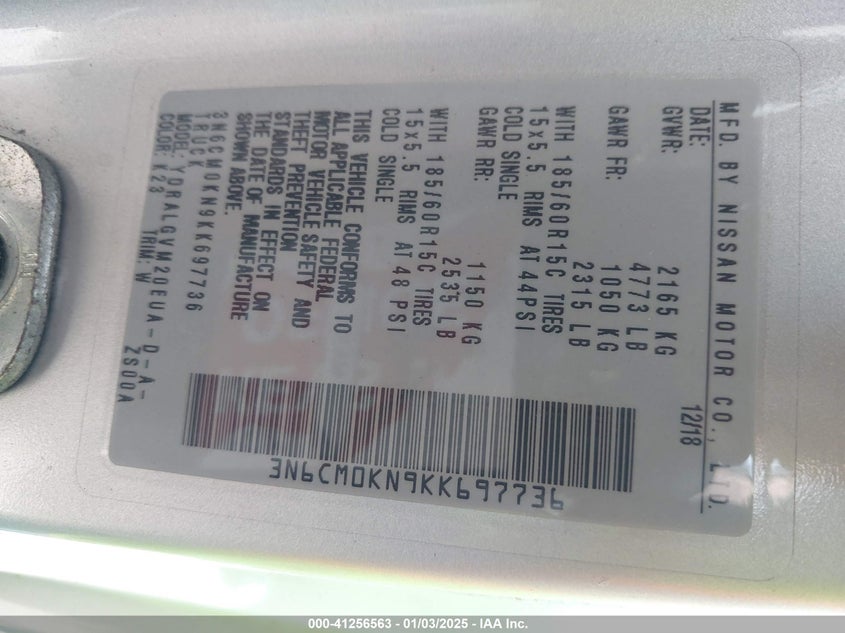 MFD. BY NISSAN MOTOR CO., LTD.
DATE: 12/18
GVWR: 2165 KG
4773 LB
GAWR FR: 1050 KG
2315 LB
WITH 185/60R15C TIRES
15x5.5 RIMS AT 44PSI
COLD SINGLE
GAWR RR: 1150 KG
2535 LB
WITH 185/60R15C TIRES
15x5.5 RIMS AT 48 PSI
COLD SINGLE
THIS VEHICLE CONFORMS TO
ALL APPLICABLE FEDERAL
MOTOR VEHICLE SAFETY AND
THEFT PREVENTION
STANDARDS IN EFFECT ON
THE DATE OF MANUFACTURE
SHOWN ABOVE.
3N6CM0KN9KK697736
TRUCK
MODEL: YDRALGVM20EUA-D-A-
ZS00A
COLOR: K23 TRIM: W
3N6CM0KN9KK697736
000-41256563 — 01/03/2025 — IAA Inc.